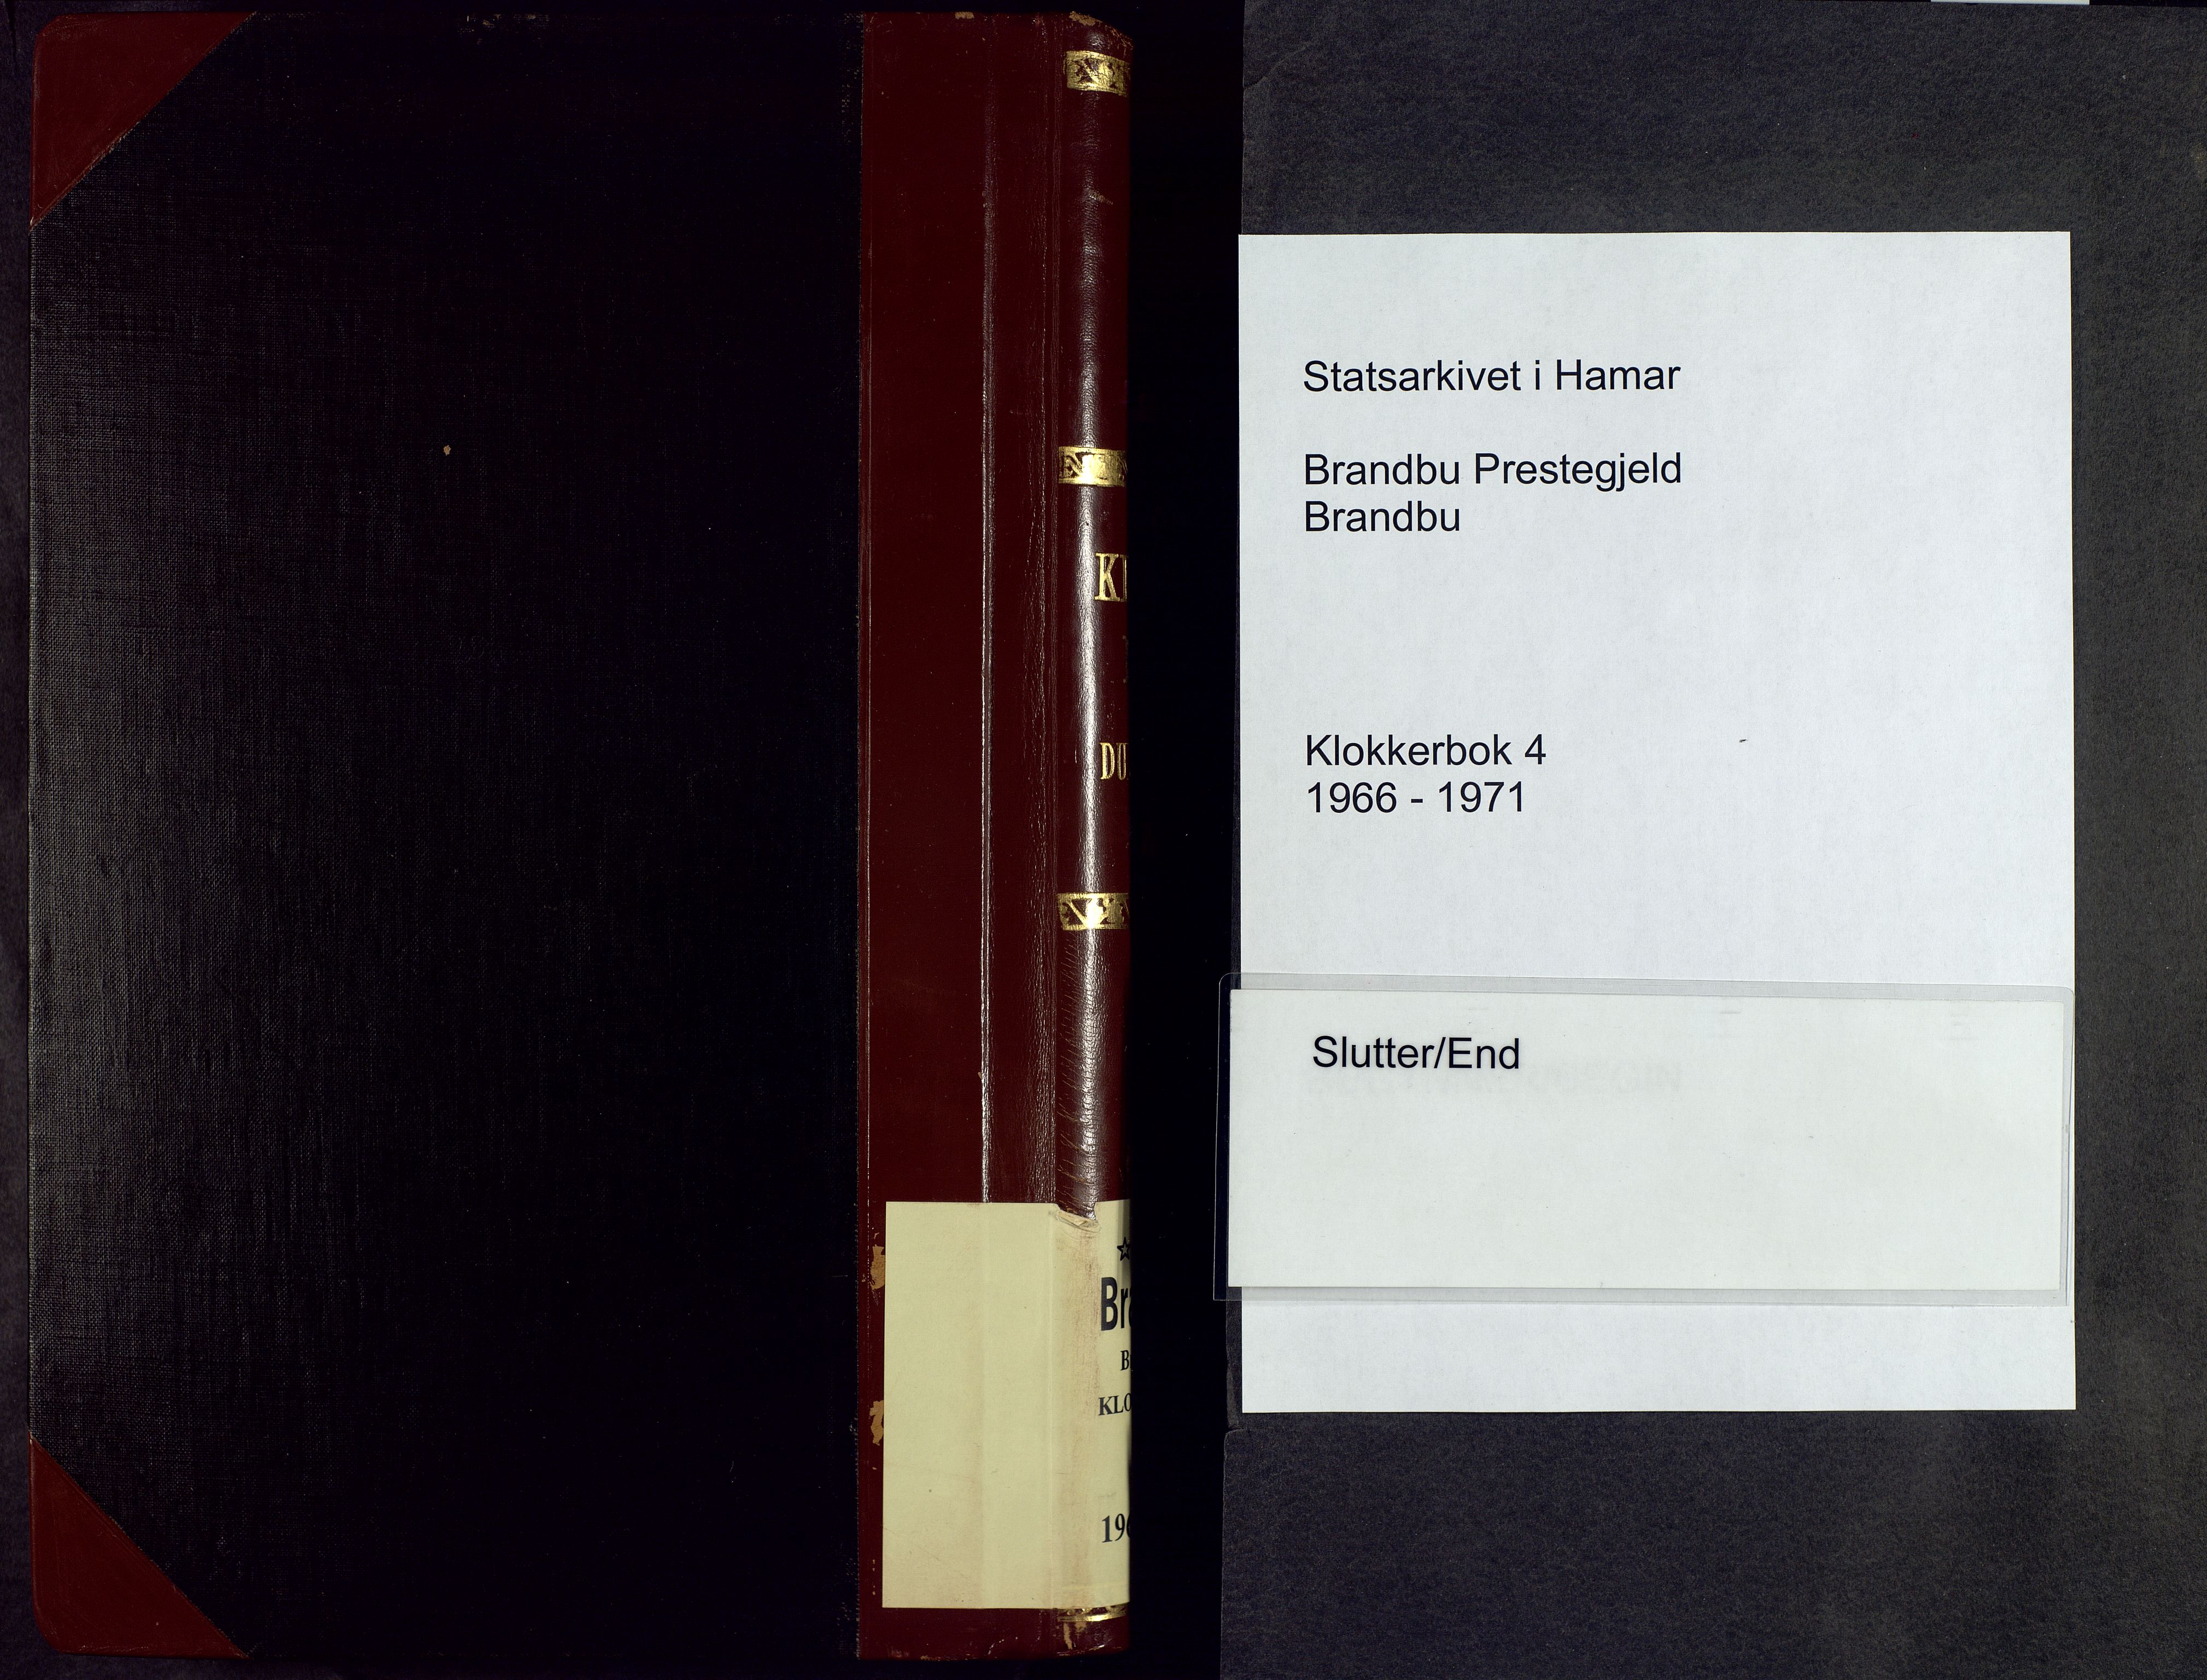 Statsarkivet i Hamar
Brandbu Prestegjeld
Brandbu
Klokkerbok 4
1966 - 1971
Slutter/End